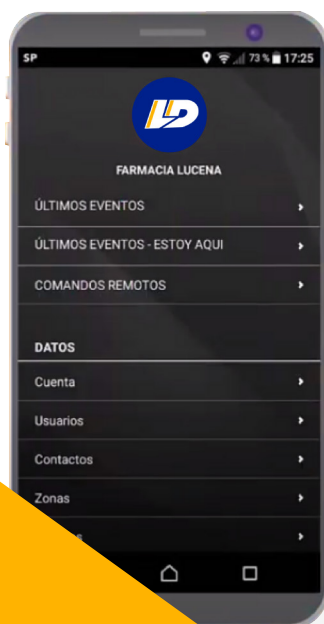 SP 73 % 17:25
LD
FARMACIA LUCENA
ÚLTIMOS EVENTOS
ÚLTIMOS EVENTOS - ESTOY AQUI
COMANDOS REMOTOS
DATOS
Cuenta
Usuarios
Contactos
Zonas